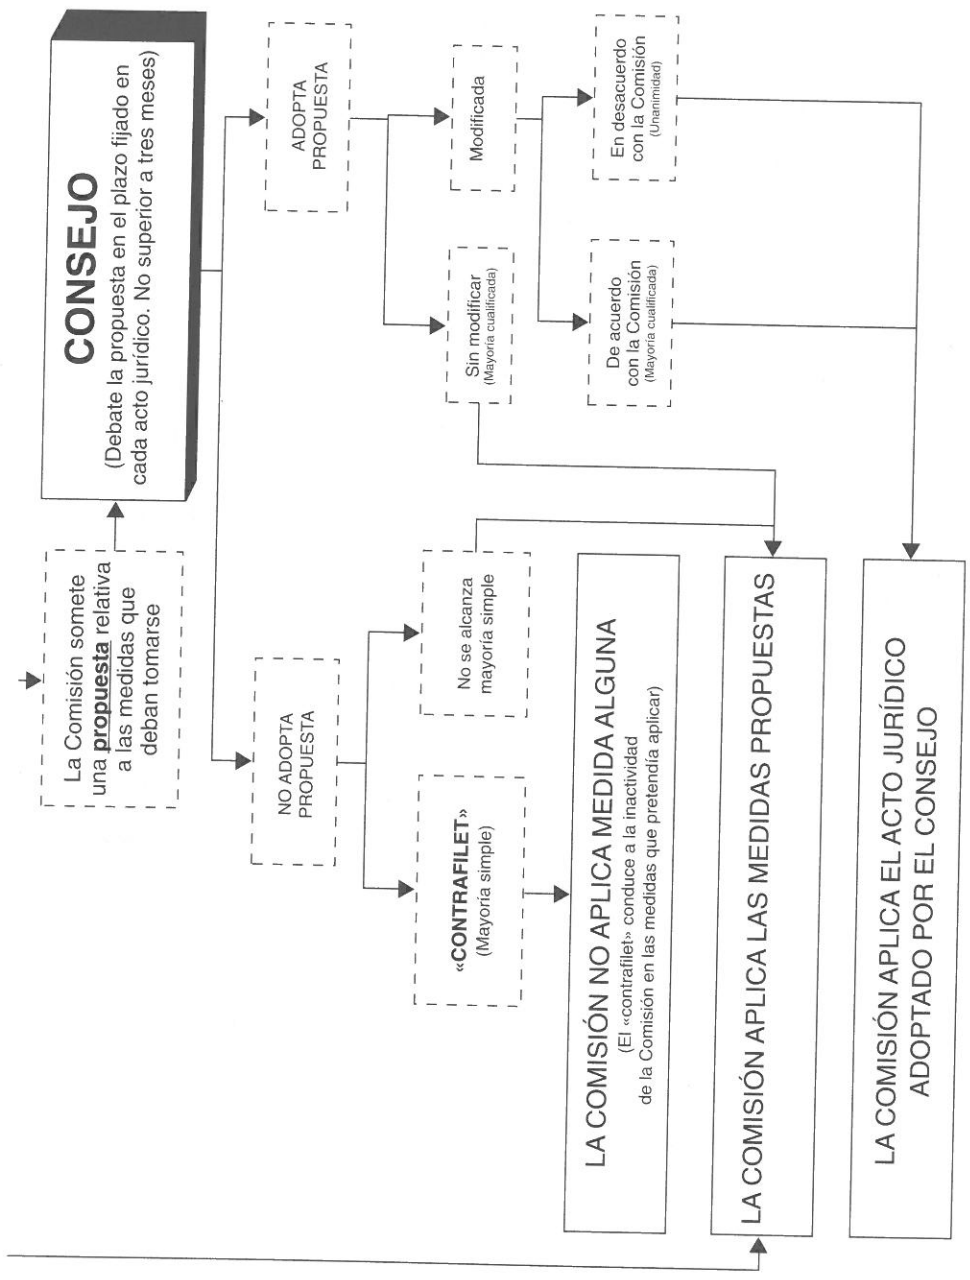 La Comisión somete
una propuesta relativa
a las medidas que
deban tomarse
CONSEJO
(Debate la propuesta en el plazo fijado en
cada acto jurídico. No superior a tres meses)
NO ADOPTA
PROPUESTA
ADOPTA
PROPUESTA
«CONTRAFILET»
(Mayoría simple)
No se alcanza
mayoría simple
Sin modificar
(Mayoría cualificada)
Modificada
De acuerdo
con la Comisión
(Mayoría cualificada)
En desacuerdo
con la Comisión
(Unanimidad)
LA COMISIÓN NO APLICA MEDIDA ALGUNA
(El «contrafilet» conduce a la inactividad
de la Comisión en las medidas que pretendía aplicar)
LA COMISIÓN APLICA LAS MEDIDAS PROPUESTAS
LA COMISIÓN APLICA EL ACTO JURÍDICO
ADOPTADO POR EL CONSEJO